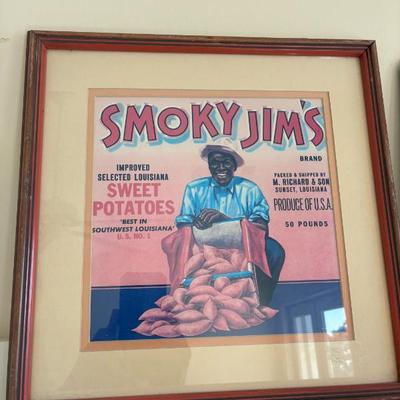 SMOKY JIM'S
BRAND
IMPROVED
SELECTED LOUISIANA
SWEET
POTATOES
"BEST IN
SOUTHWEST LOUISIANA"
U.S. NO. 1
PACKED & SHIPPED BY
M. RICHARD & SON
SUNSET, LOUISIANA
PRODUCE OF U.S.A.
50 POUNDS